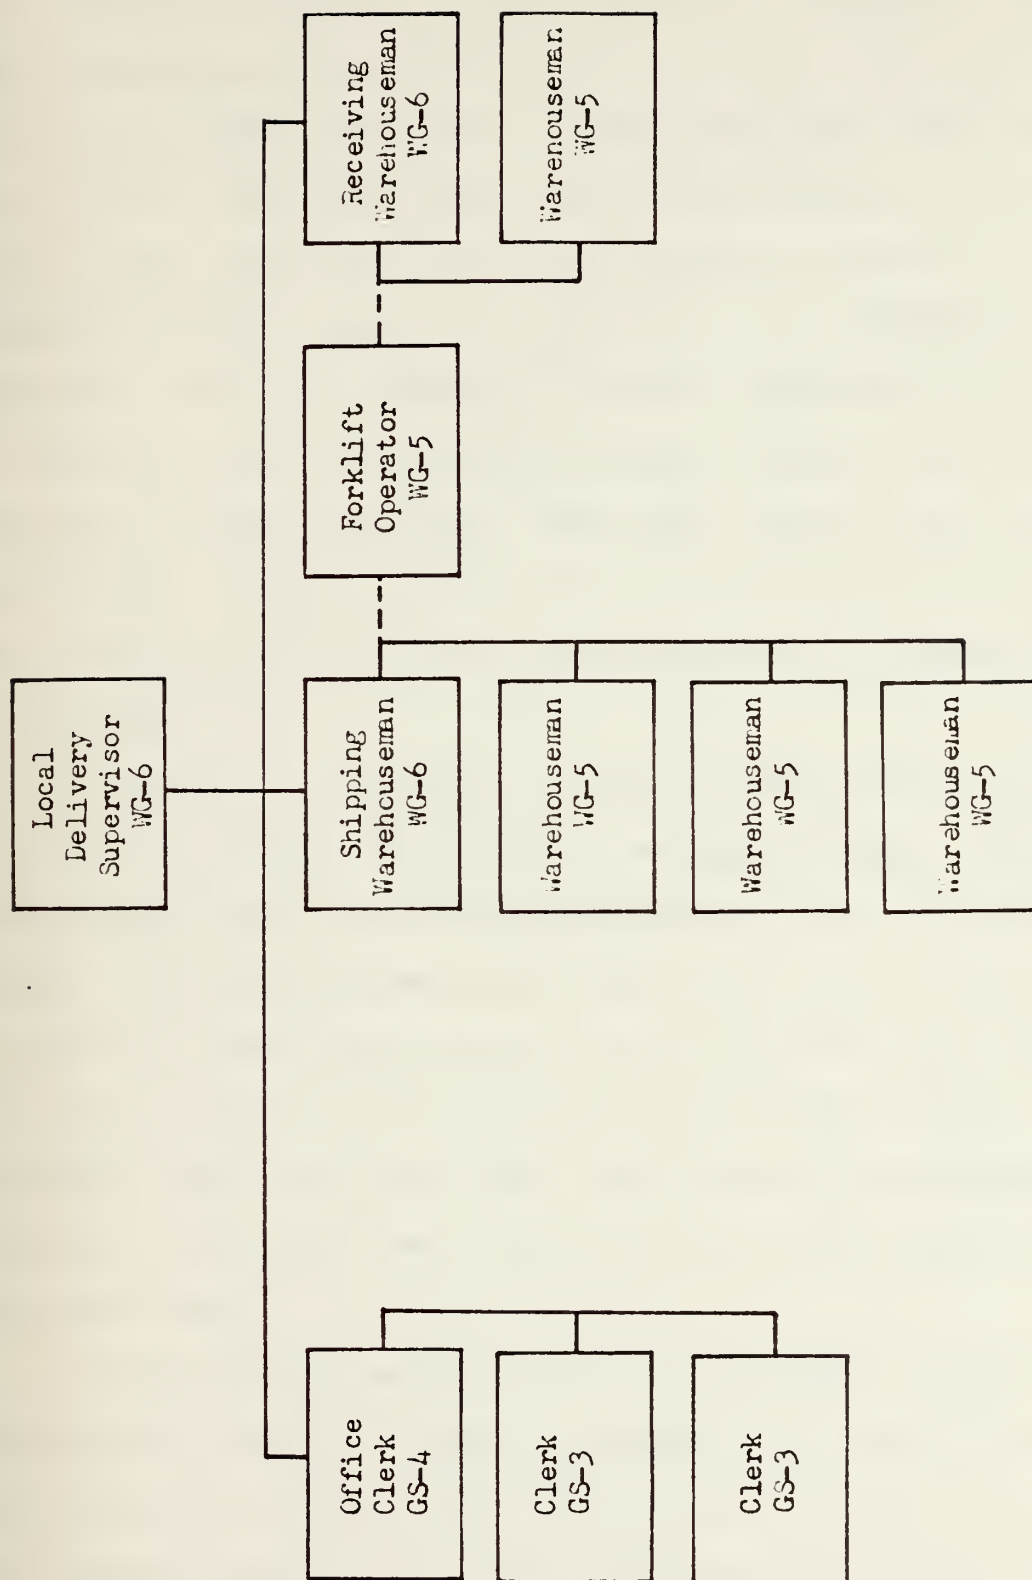 Local
Delivery
Supervisor
WG-6
Office
Clerk
GS-4
Clerk
GS-3
Clerk
GS-3
Shipping
Warehouseman
WG-6
Warehouseman
WG-5
Warehouseman
WG-5
Warehouseman
WG-5
Forklift
Operator
WG-5
Receiving
Warehouseman
WG-6
Warehouseman
WG-5